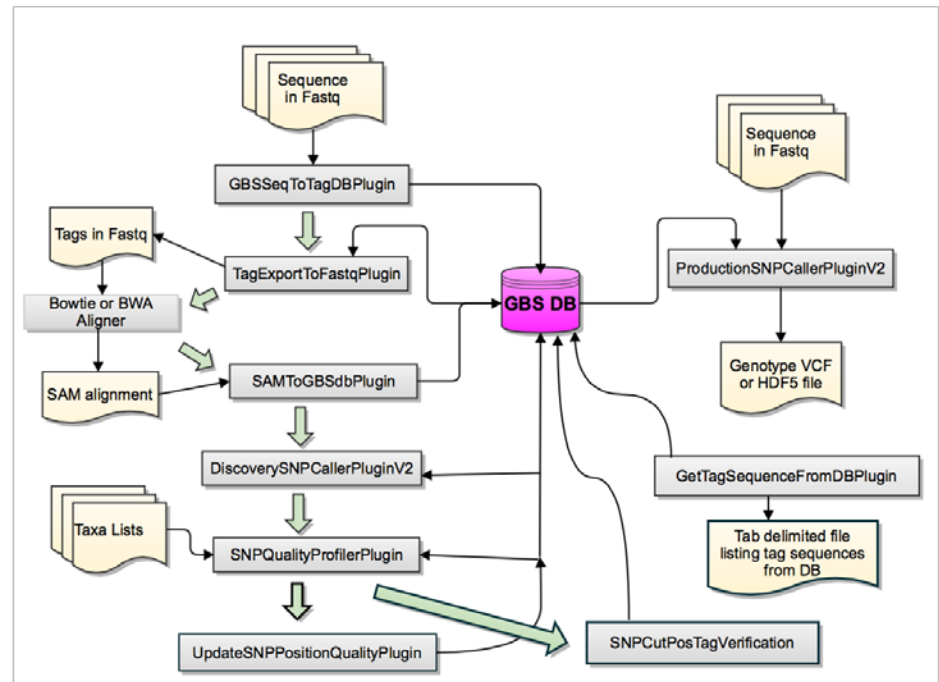 Sequence
in Fastq
GBSSeqToTagDBPlugin
Tags in Fastq
TagExportToFastqPlugin
Bowtie or BWA
Aligner
SAM alignment
SAMToGBSdbPlugin
DiscoverySNPCallerPluginV2
Taxa Lists
SNPQualityProfilerPlugin
UpdateSNPPositionQualityPlugin
GBS DB
Sequence
in Fastq
ProductionSNPCallerPluginV2
Genotype VCF
or HDF5 file
GetTagSequenceFromDBPlugin
Tab delimited file
listing tag sequences
from DB
SNPCutPosTagVerification